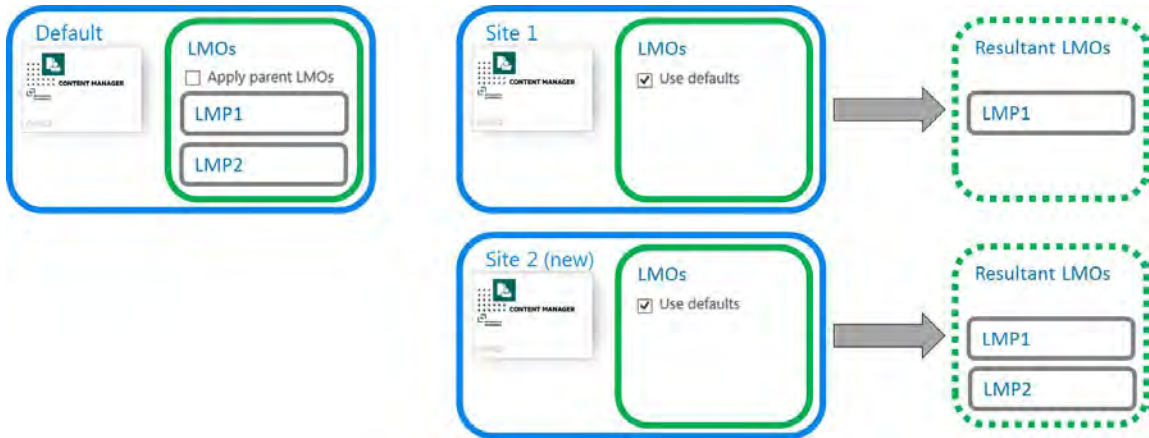 Default
CONTENT MANAGER
LMOs
Apply parent LMOs
LMP1
LMP2
Site 1
CONTENT MANAGER
LMOs
Use defaults
Resultant LMOs
LMP1
Site 2 (new)
CONTENT MANAGER
LMOs
Use defaults
Resultant LMOs
LMP1
LMP2